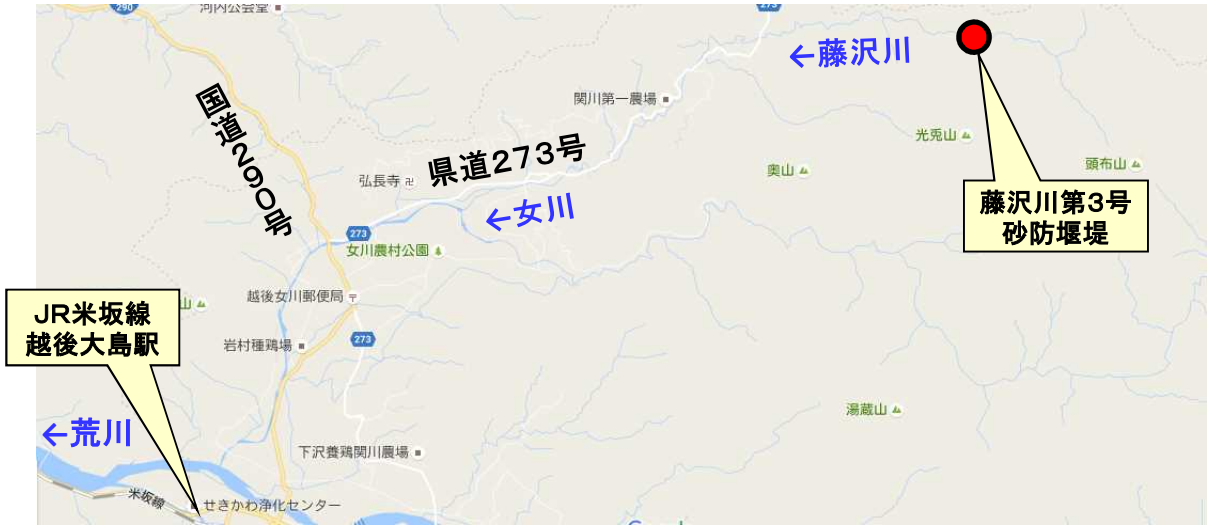 290
河内公会堂
273
←藤沢川
関川第一農場
国道290号
光兎山
県道273号
奥山
頭布山
弘長寺
藤沢川第3号
砂防堰堤
←女川
273
女川農村公園
越後女川郵便局
山
JR米坂線
越後大島駅
岩村種鶏場
273
湯蔵山
←荒川
下沢養鶏関川農場
米坂線
せきかわ浄化センター